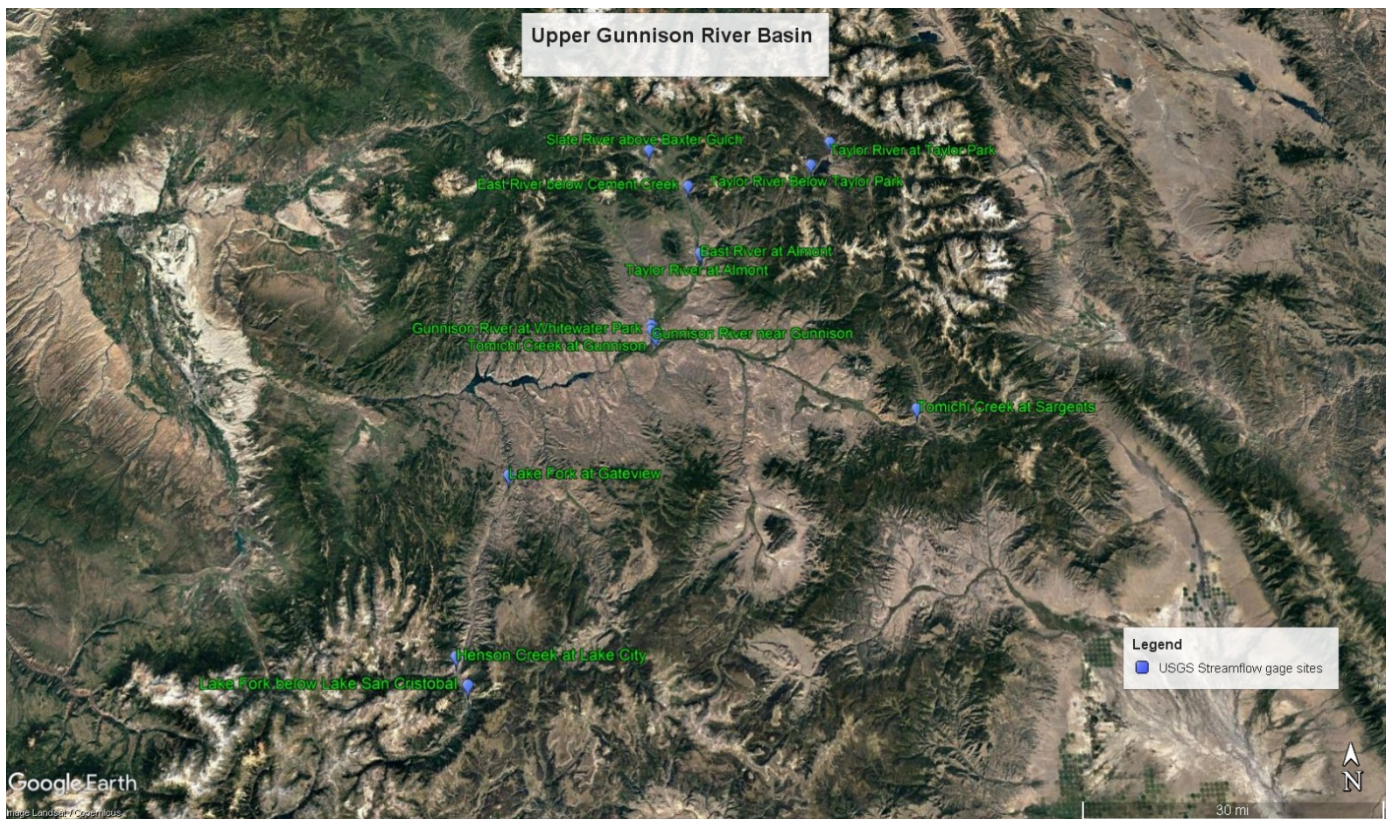 Upper Gunnison River Basin
Slate River above Baxter Gulch
Taylor River at Taylor Park
East River below Cement Creek
Taylor River Below Taylor Park
East River at Almont
Taylor River at Almont
Gunnison River at Whitewater Park
Gunnison River near Gunnison
Tomichi Creek at Gunnison
Tomichi Creek at Sargents
Lake Fork at Gateview
Legend
USGS Streamflow gage sites
Henson Creek at Lake City
Lake Fork below Lake San Cristobal
N
Google Earth
Image Landsat / Copernicus
30 mi